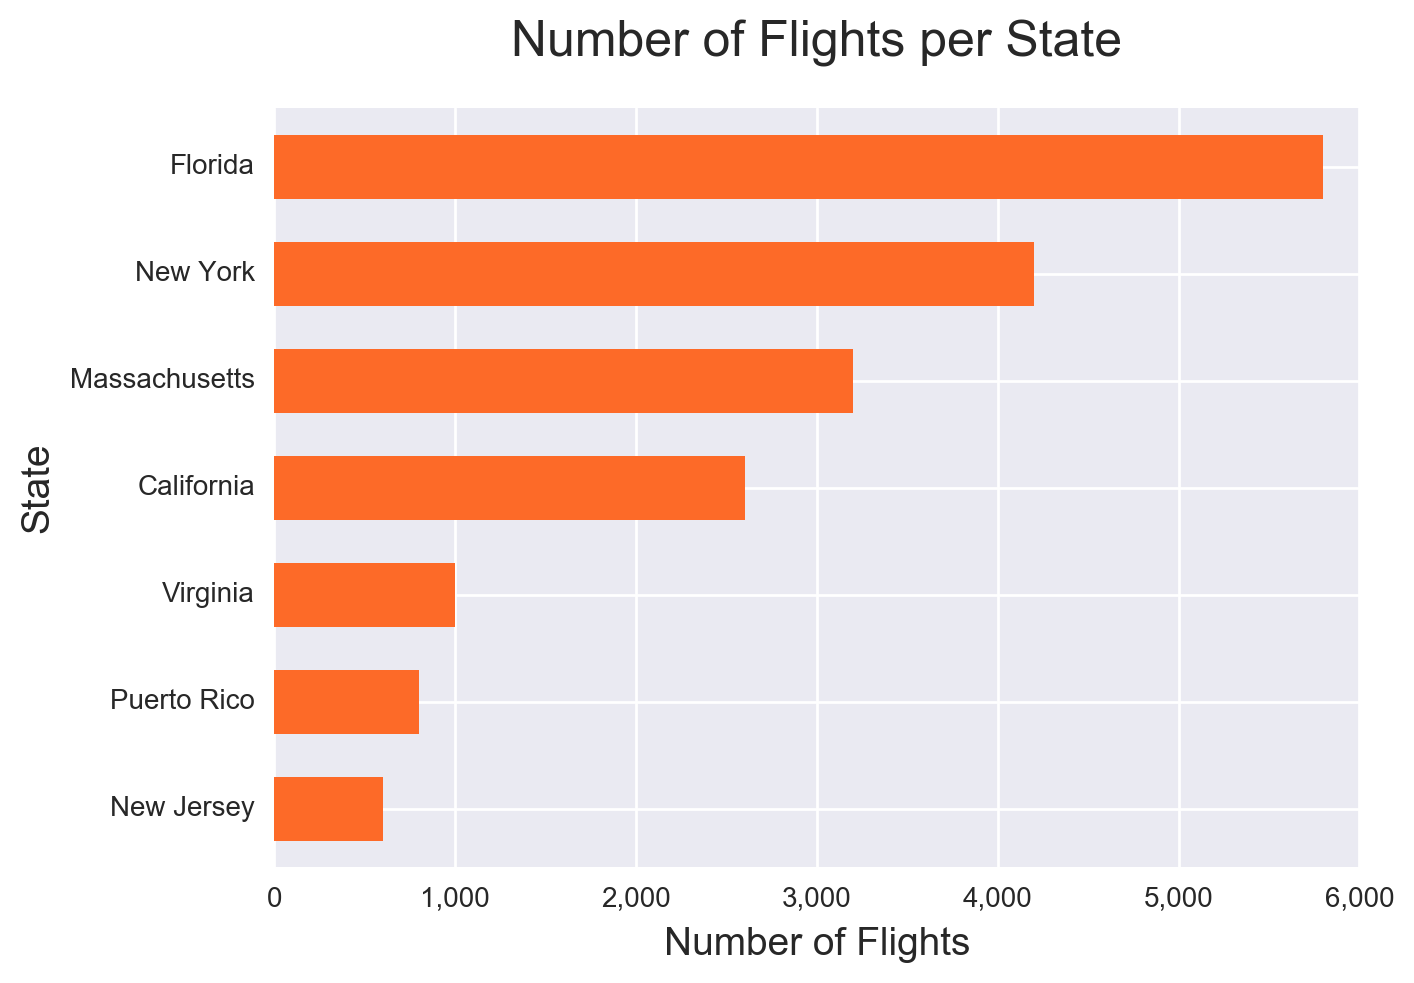 Number of Flights per State
Florida
New York
Massachusetts
California
Virginia
Puerto Rico
New Jersey
State
0 1,000 2,000 3,000 4,000 5,000 6,000
Number of Flights